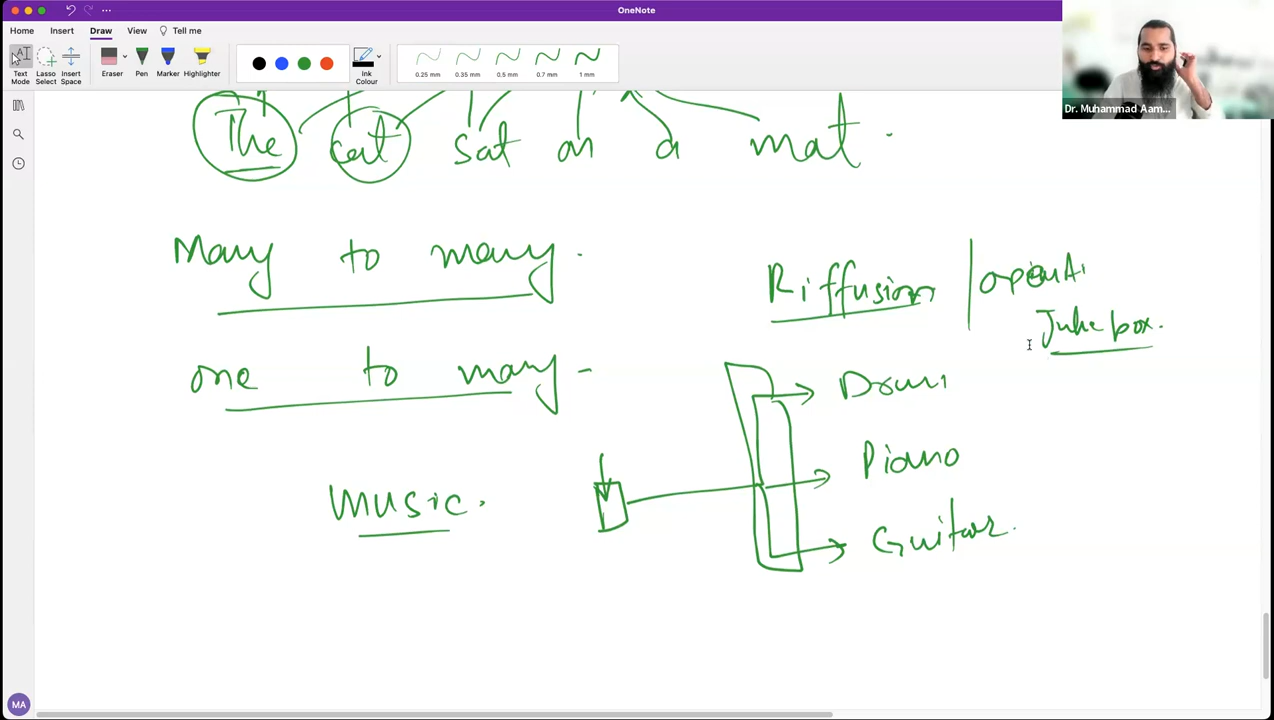 OneNote
Home Insert Draw View Tell me
Text Mode
Lasso Select
Insert Space
Eraser
Pen
Marker
Highlighter
Ink Colour
0.25 mm 0.35 mm 0.5 mm 0.7 mm 1 mm
Dr. Muhammad Aam...
The cat sat on a mat.
Many to many.
Riffusion
Juke box.
one to many -
Piano
music.
Guitar.
MA